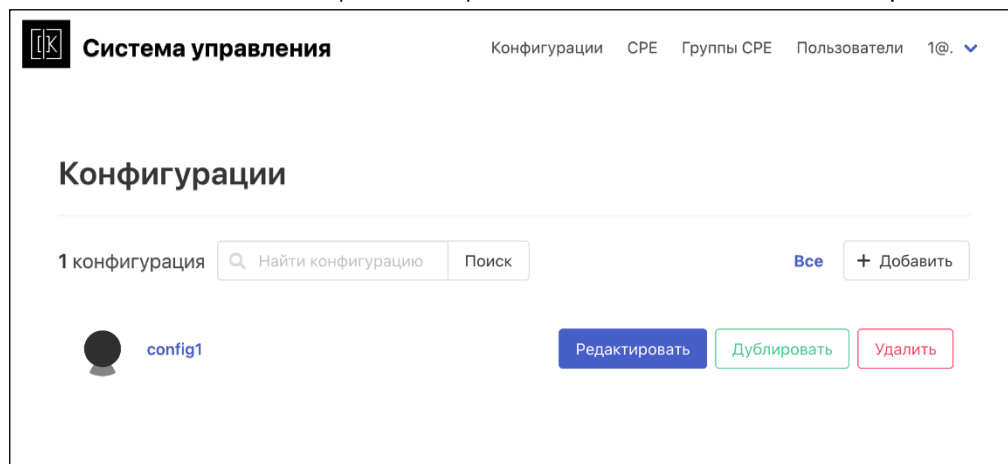 [IK] Система управления Конфигурации CPE Группы CPE Пользователи 1@.
Конфигурации
1 конфигурация Найти конфигурацию Поиск Все + Добавить
config1 Редактировать Дублировать Удалить